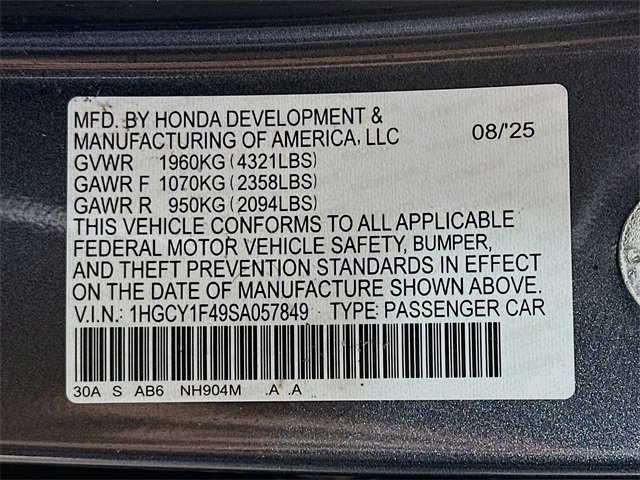 MFD. BY HONDA DEVELOPMENT &
MANUFACTURING OF AMERICA, LLC 08/'25
GVWR 1960KG (4321LBS)
GAWR F 1070KG (2358LBS)
GAWR R 950KG (2094LBS)
THIS VEHICLE CONFORMS TO ALL APPLICABLE
FEDERAL MOTOR VEHICLE SAFETY, BUMPER,
AND THEFT PREVENTION STANDARDS IN EFFECT
ON THE DATE OF MANUFACTURE SHOWN ABOVE.
V.I.N.: 1HGCY1F49SA057849 TYPE: PASSENGER CAR
30A S AB6 NH904M .A .A